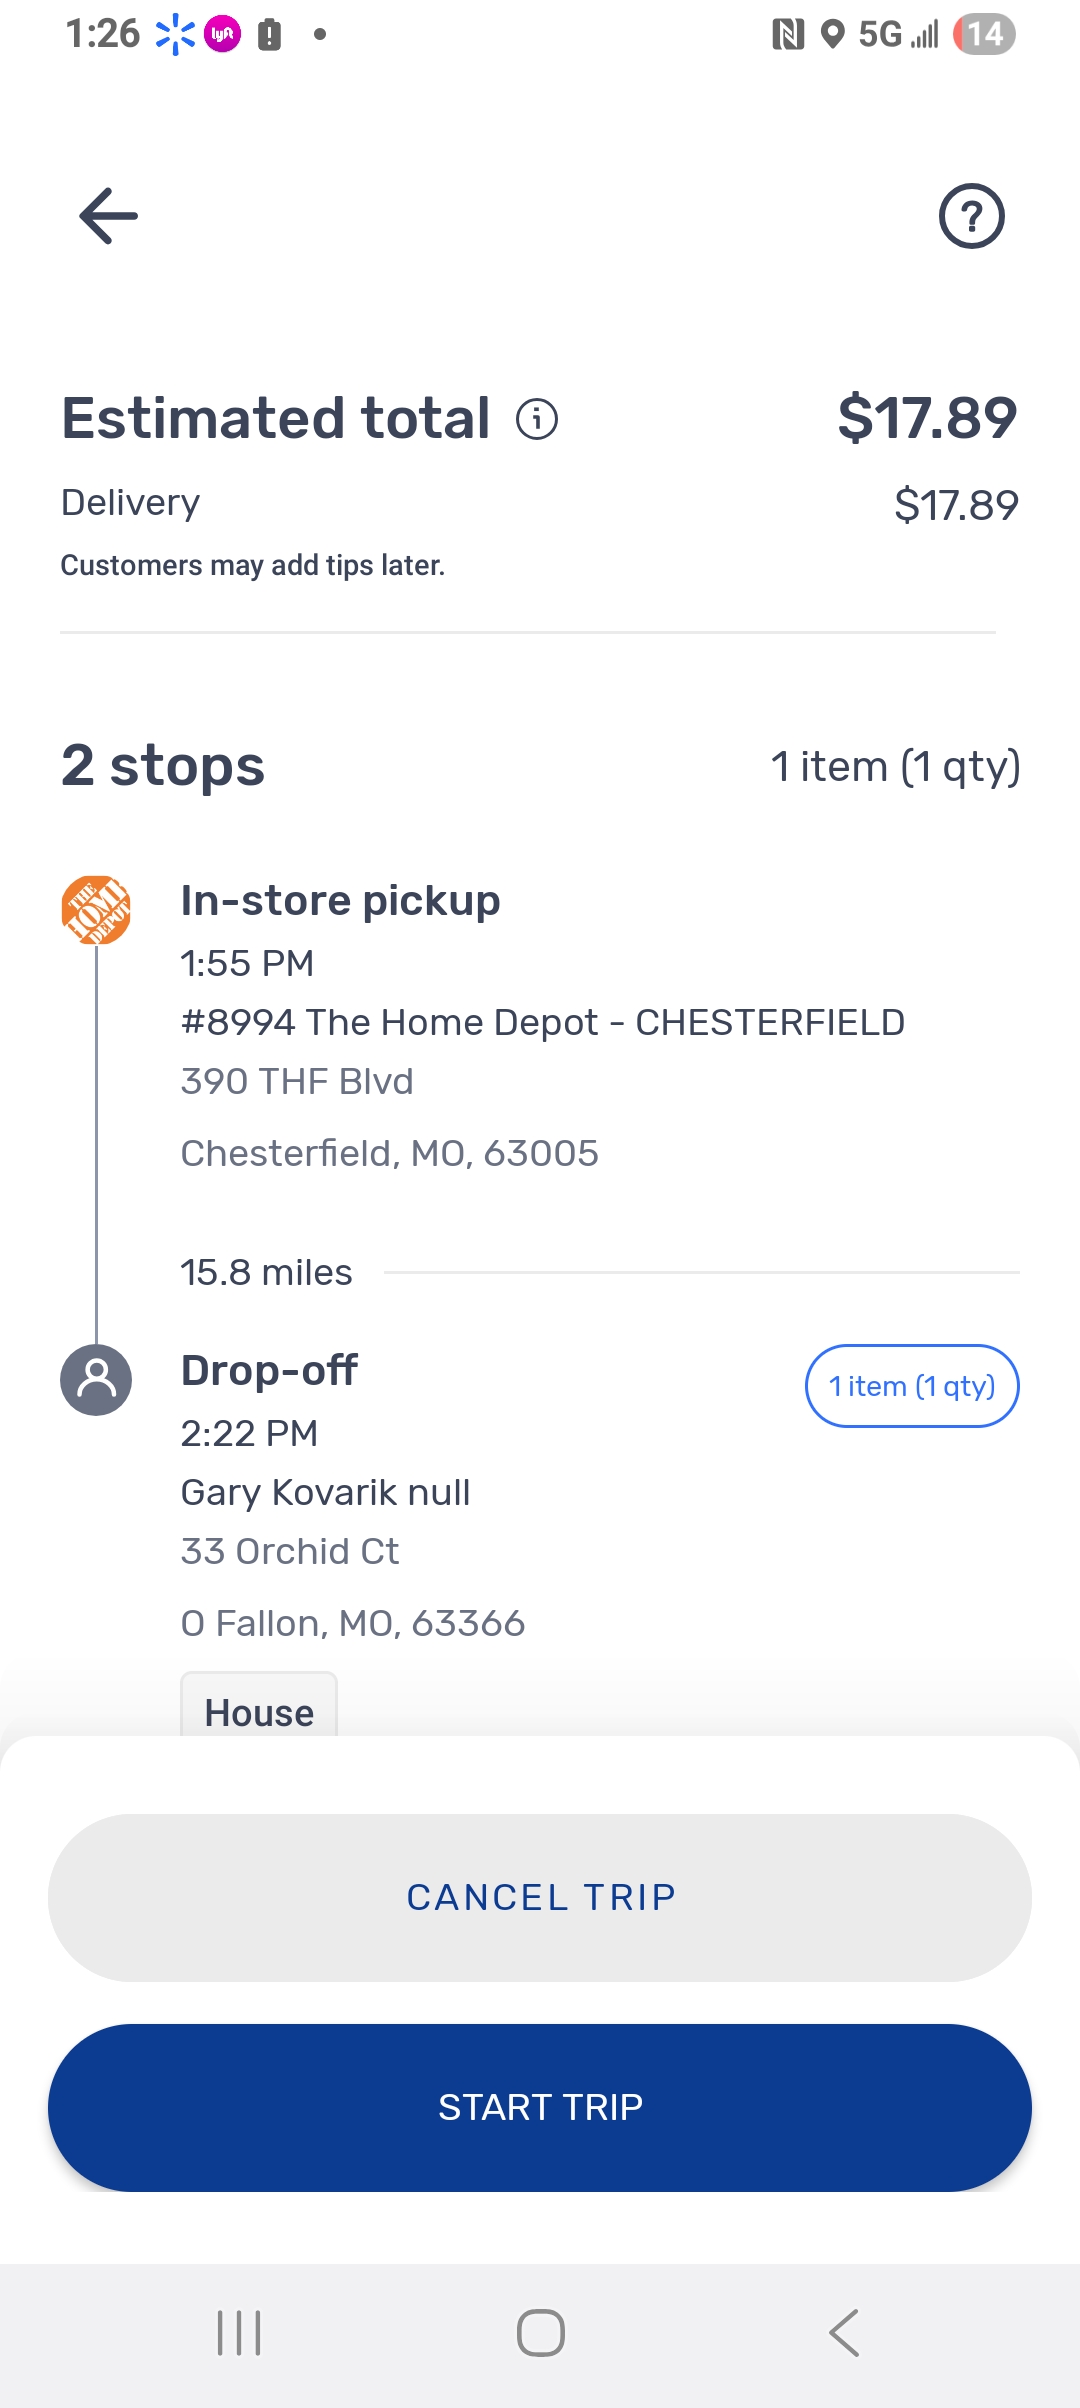 1:26 lyft 5G 14
Estimated total $17.89
Delivery $17.89
Customers may add tips later.
2 stops 1 item (1 qty)
THE HOME DEPOT
In-store pickup
1:55 PM
#8994 The Home Depot - CHESTERFIELD
390 THF Blvd
Chesterfield, MO, 63005
15.8 miles
Drop-off 1 item (1 qty)
2:22 PM
Gary Kovarik null
33 Orchid Ct
O Fallon, MO, 63366
House
CANCEL TRIP
START TRIP